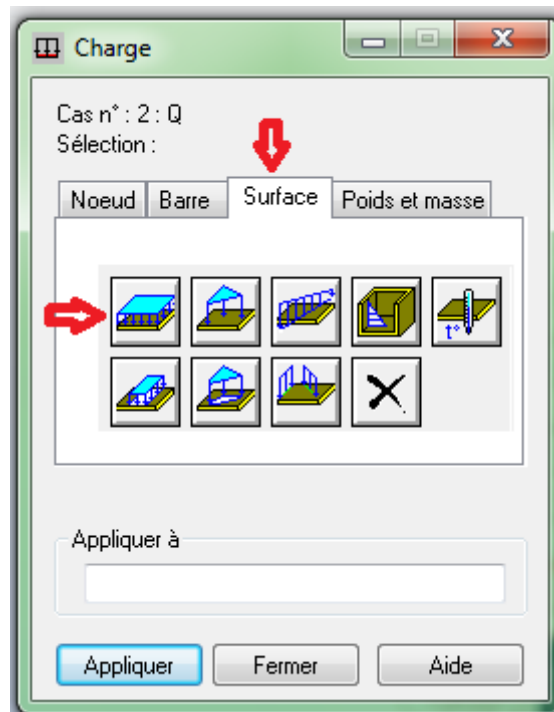 Charge
Cas n° : 2 : Q
Sélection :
Noeud Barre Surface Poids et masse
t°
Appliquer à
Appliquer Fermer Aide